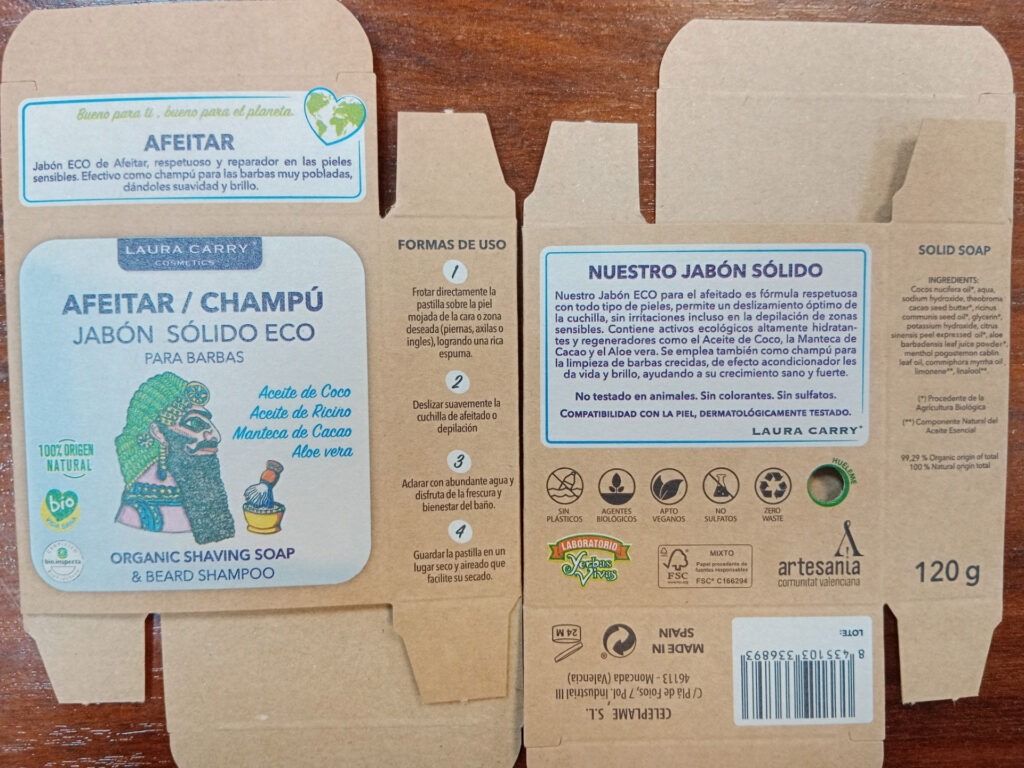 Bueno para ti, bueno para el planeta.
AFEITAR
Jabón ECO de Afeitar, respetuoso y reparador en las pieles
sensibles. Efectivo como champú para las barbas muy pobladas,
dándoles suavidad y brillo.
LAURA CARRY
COSMETICS
AFEITAR / CHAMPÚ
JABÓN SÓLIDO ECO
PARA BARBAS
Aceite de Coco
Aceite de Ricino
Manteca de Cacao
Aloe vera
100% ORIGEN
NATURAL
bio
bio.inspecta
ORGANIC SHAVING SOAP
& BEARD SHAMPOO
FORMAS DE USO
1
Frotar directamente la
pastilla sobre la piel
mojada de la cara o zona
deseada (piernas, axilas o
ingles), logrando una rica
espuma.
2
Deslizar suavemente la
cuchilla de afeitado o
depilación
3
Aclarar con abundante agua y
disfruta de la frescura y
bienestar del baño.
4
Guardar la pastilla en un
lugar seco y aireado que
facilite su secado.
NUESTRO JABÓN SÓLIDO
Nuestro Jabón ECO para el afeitado es fórmula respetuosa
con todo tipo de pieles, permite un deslizamiento óptimo de
la cuchilla, sin irritaciones incluso en la depilación de zonas
sensibles. Contiene activos ecológicos altamente hidratan-
tes y regeneradores como el Aceite de Coco, la Manteca de
Cacao y el Aloe vera. Se emplea también como champú para
la limpieza de barbas crecidas, de efecto acondicionador les
da vida y brillo, ayudando a su crecimiento sano y fuerte.
No testado en animales. Sin colorantes. Sin sulfatos.
COMPATIBILIDAD CON LA PIEL, DERMATOLÓGICAMENTE TESTADO.
LAURA CARRY
SIN
PLÁSTICOS
AGENTES
BIOLÓGICOS
APTO
VEGANOS
NO
SULFATOS
ZERO
WASTE
HUELEME
LABORATORIO
Yerbas
Vivas
FSC
MIXTO
Papel procedente de
fuentes responsables
FSC® C166294
artesanía
comunitat valenciana
MADE IN
SPAIN
24 M
CELEPLAME, S.L.
C/ Plà de Foios, 7 Pol. Industrial III
46113 - Moncada (Valencia)
LOTE:
8 435103 336893
SOLID SOAP
INGREDIENTS:
Cocos nucifera oil*, aqua,
sodium hydroxide, theobroma
cacao seed butter*, ricinus
communis seed oil*, glycerin*,
potassium hydroxide, citrus
sinensis peel expressed oil*, aloe
barbadensis leaf juice powder*,
menthol pogostemon cablin
leaf oil, commiphora myrrha oil
limonene**, linalool**.
(*) Procedente de la
Agricultura Biológica
(**) Componente Natural del
Aceite Esencial
99,29 % Organic origin of total
100 % Natural origin total
120 g